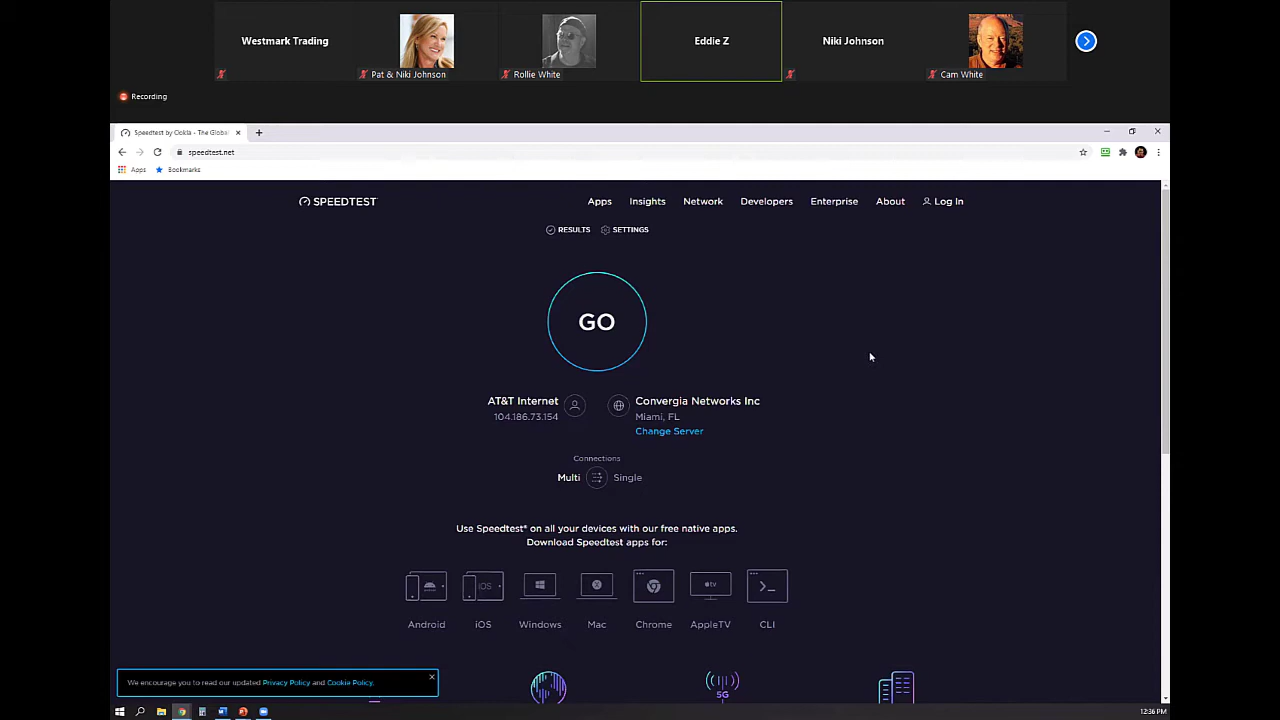 Westmark Trading
Pat & Niki Johnson
Rollie White
Eddie Z
Niki Johnson
Cam White
Recording
Speedtest by Ookla - The Global
speedtest.net
Apps
Bookmarks
SPEEDTEST
Apps Insights Network Developers Enterprise About Log In
RESULTS SETTINGS
GO
AT&T Internet
104.186.73.154
Convergia Networks Inc
Miami, FL
Change Server
Connections
Multi Single
Use Speedtest® on all your devices with our free native apps.
Download Speedtest apps for:
iOS
tv
Android iOS Windows Mac Chrome AppleTV CLI
5G
We encourage you to read our updated Privacy Policy and Cookie Policy.
12:36 PM